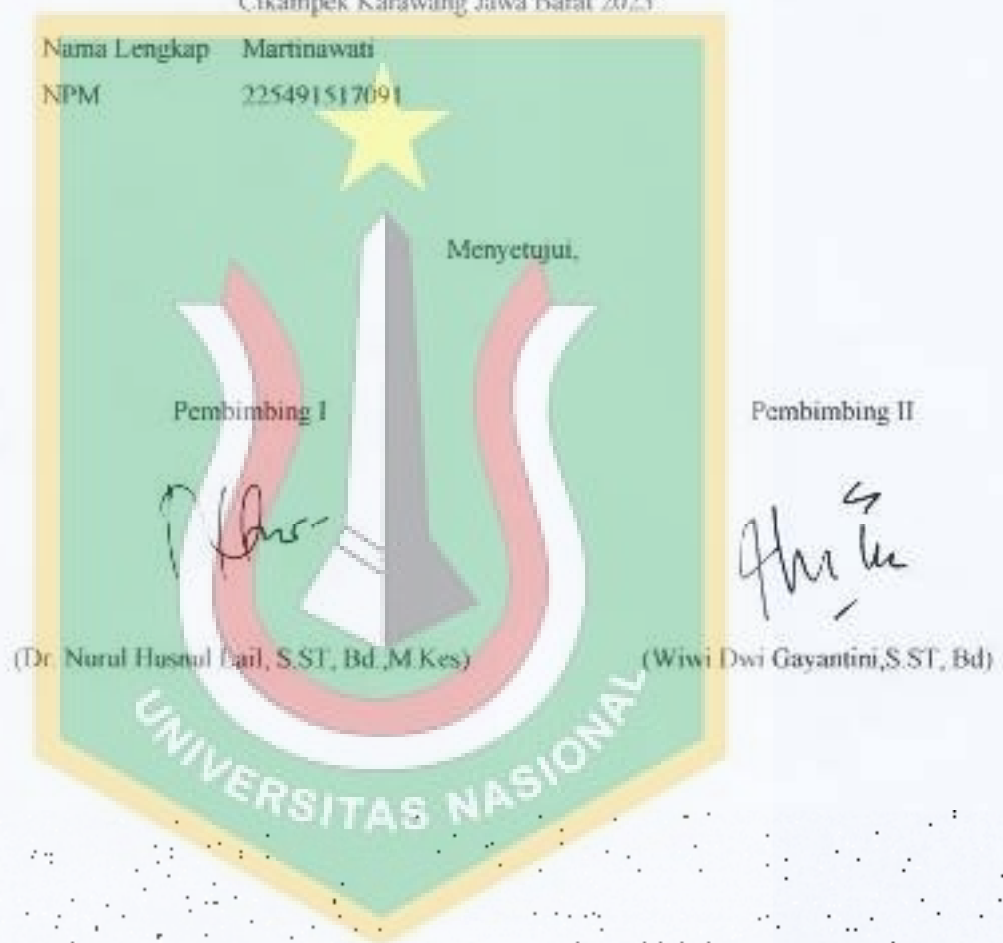 Cikampek Karawang Jawa Barat 2023
Nama Lengkap Martinawati
NPM 225491517091
Menyetujui,
Pembimbing I Pembimbing II
(Dr. Nurul Husnul Lail, S.ST, Bd.,M.Kes) (Wiwi Dwi Gayantini,S.ST, Bd)
UNIVERSITAS NASIONAL